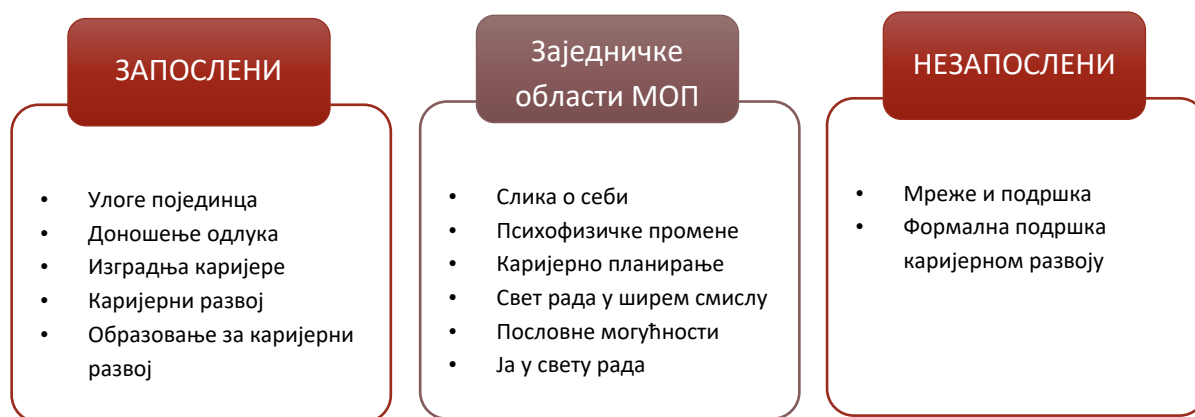 ЗАПОСЛЕНИ
• Улоге појединца
• Доношење одлука
• Изградња каријере
• Каријерни развој
• Образовање за каријерни
развој
Заједничке
области МОП
• Слика о себи
• Психофизичке промене
• Каријерно планирање
• Свет рада у ширем смислу
• Пословне могућности
• Ја у свету рада
НЕЗАПОСЛЕНИ
• Мреже и подршка
• Формална подршка
каријерном развоју